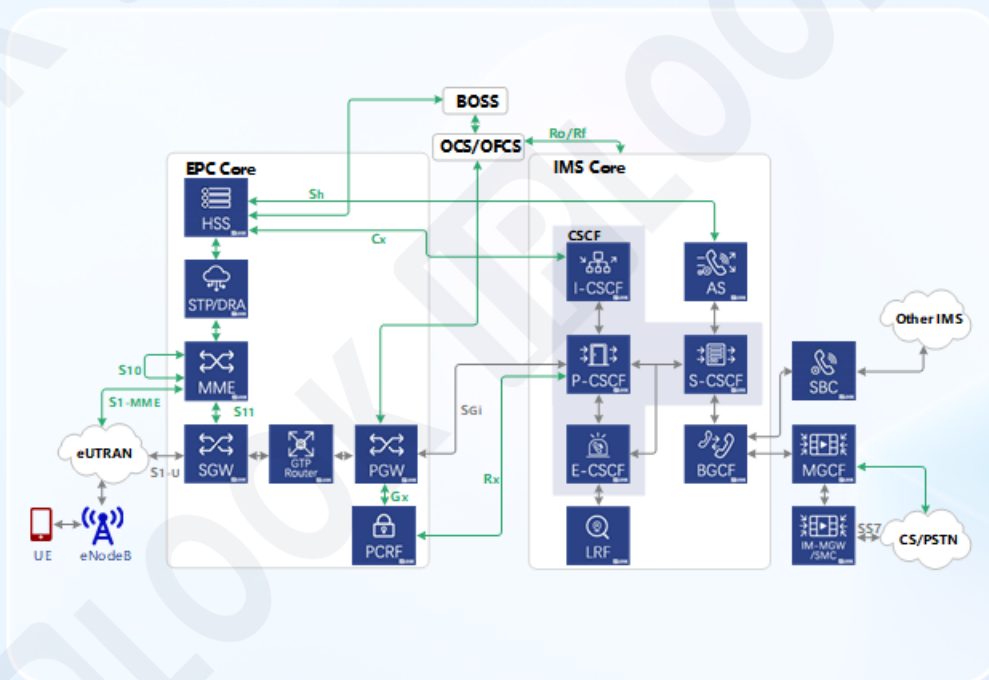 BOSS
OCS/OFCS
Ro/Rf
EPC Core
IMS Core
HSS
Sh
Cx
CSCF
I-CSCF
AS
STP/DRA
Other IMS
S10
MME
P-CSCF
S-CSCF
SBC
S1-MME
S11
SGi
eUTRAN
S1-U
SGW
GTP
Router
PGW
Rx
E-CSCF
BGCF
MGCF
Gx
UE
eNodeB
PCRF
LRF
IM-MGW
/SMC
SS7
CS/PSTN
LOOK IPLOOK